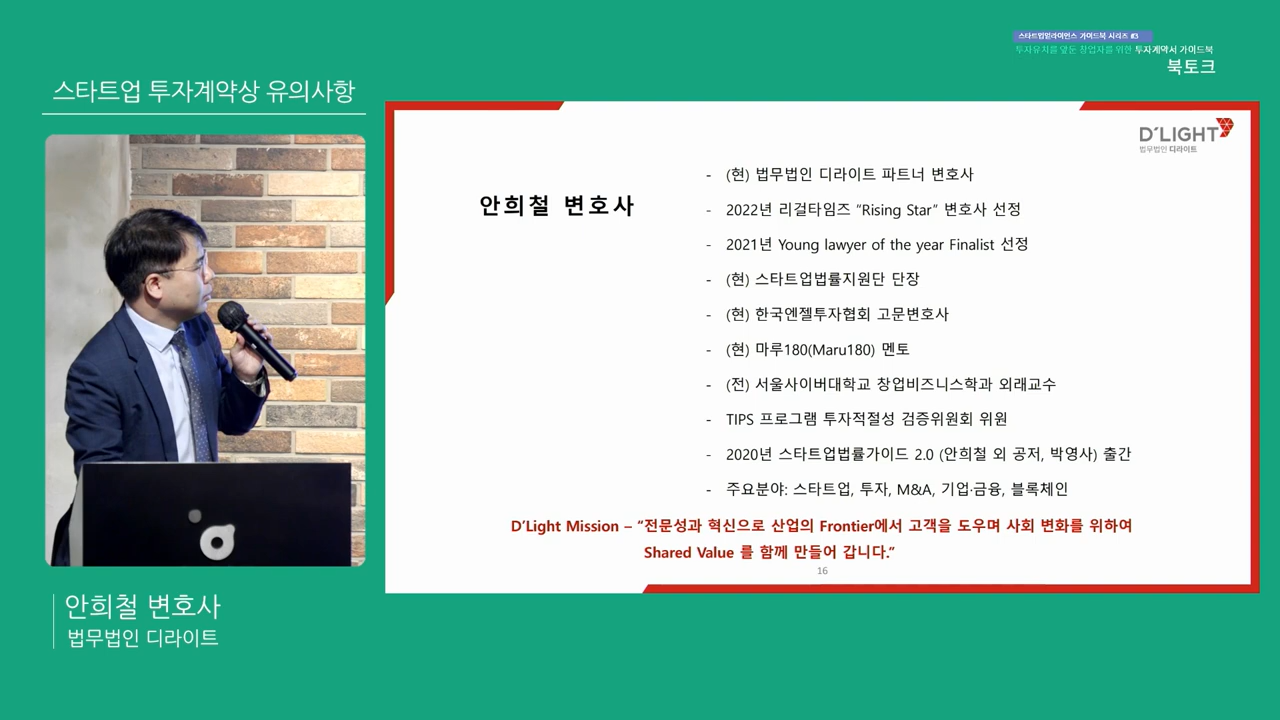 스타트업얼라이언스 가이드북 시리즈 #3
투자유치를 앞둔 창업자를 위한 투자계약서 가이드북
북토크
스타트업 투자계약상 유의사항
D'LIGHT
법무법인 디라이트
안희철 변호사
- (현) 법무법인 디라이트 파트너 변호사
- 2022년 리걸타임즈 “Rising Star” 변호사 선정
- 2021년 Young lawyer of the year Finalist 선정
- (현) 스타트업법률지원단 단장
- (현) 한국엔젤투자협회 고문변호사
- (현) 마루180(Maru180) 멘토
- (전) 서울사이버대학교 창업비즈니스학과 외래교수
- TIPS 프로그램 투자적절성 검증위원회 위원
- 2020년 스타트업법률가이드 2.0 (안희철 외 공저, 박영사) 출간
- 주요분야: 스타트업, 투자, M&A, 기업·금융, 블록체인
D'Light Mission – “전문성과 혁신으로 산업의 Frontier에서 고객을 도우며 사회 변화를 위하여
Shared Value 를 함께 만들어 갑니다.”
16
안희철 변호사
법무법인 디라이트